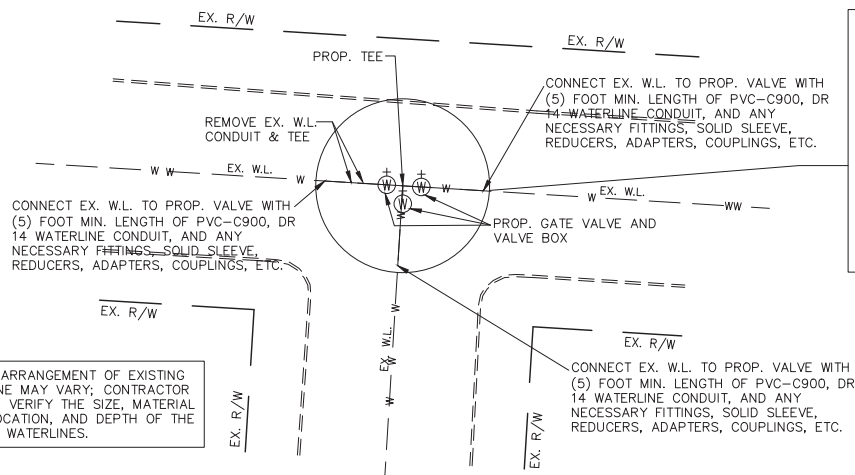 EX. R/W
EX. R/W
PROP. TEE
CONNECT EX. W.L. TO PROP. VALVE WITH
(5) FOOT MIN. LENGTH OF PVC-C900, DR
14 WATERLINE CONDUIT, AND ANY
NECESSARY FITTINGS, SOLID SLEEVE,
REDUCERS, ADAPTERS, COUPLINGS, ETC.
REMOVE EX. W.L.
CONDUIT & TEE
W W EX. W.L. W
W W
W EX. W.L. WW
W W W
W
CONNECT EX. W.L. TO PROP. VALVE WITH
(5) FOOT MIN. LENGTH OF PVC-C900, DR
14 WATERLINE CONDUIT, AND ANY
NECESSARY FITTINGS, SOLID SLEEVE,
REDUCERS, ADAPTERS, COUPLINGS, ETC.
PROP. GATE VALVE AND
VALVE BOX
W
EX. W.L.
W
W
EX. R/W
EX. R/W
EX. R/W
EX. R/W
ARRANGEMENT OF EXISTING
NE MAY VARY; CONTRACTOR
VERIFY THE SIZE, MATERIAL
OCATION, AND DEPTH OF THE
WATERLINES.
CONNECT EX. W.L. TO PROP. VALVE WITH
(5) FOOT MIN. LENGTH OF PVC-C900, DR
14 WATERLINE CONDUIT, AND ANY
NECESSARY FITTINGS, SOLID SLEEVE,
REDUCERS, ADAPTERS, COUPLINGS, ETC.